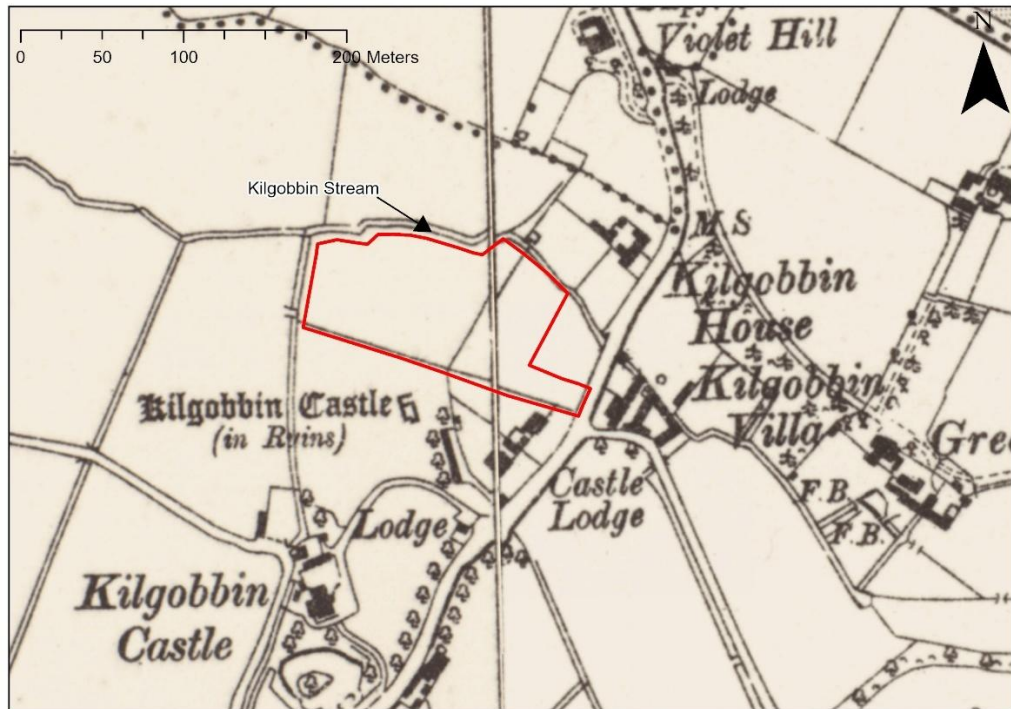 0 50 100 200 Meters
N
Violet Hill
Lodge
Kilgobbin Stream
M.S
Kilgobbin
House
Kilgobbin Castle
(in Ruins)
Kilgobbin
Villa
Gree
Lodge
Castle
Lodge
F.B.
F.B.
Kilgobbin
Castle